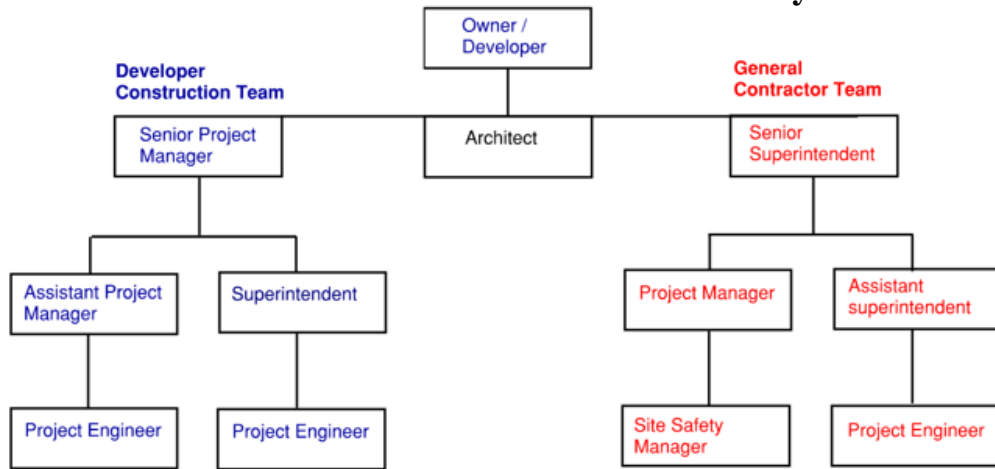 Owner /
Developer
Developer
Construction Team
General
Contractor Team
Senior Project
Manager
Architect
Senior
Superintendent
Assistant Project
Manager
Superintendent
Project Manager
Assistant
superintendent
Project Engineer
Project Engineer
Site Safety
Manager
Project Engineer